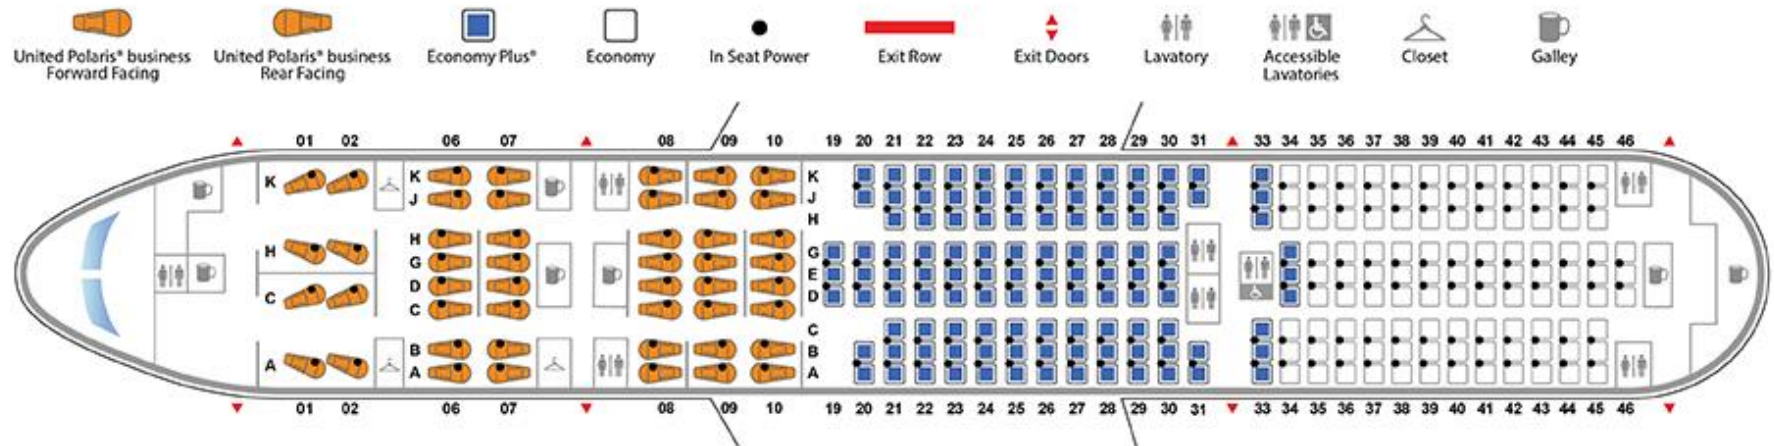 United Polaris® business
Forward Facing
United Polaris® business
Rear Facing
Economy Plus®
Economy
In Seat Power
Exit Row
Exit Doors
Lavatory
Accessible
Lavatories
Closet
Galley
01 02 06 07 08 09 10 19 20 21 22 23 24 25 26 27 28 29 30 31 33 34 35 36 37 38 39 40 41 42 43 44 45 46
K K K
J J
H
H H
G G
E
D D
C C
C
B B
A A A
01 02 06 07 08 09 10 19 20 21 22 23 24 25 26 27 28 29 30 31 33 34 35 36 37 38 39 40 41 42 43 44 45 46